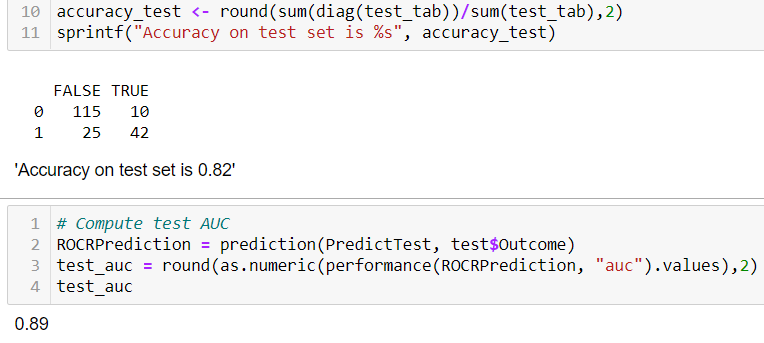 10 accuracy_test <- round(sum(diag(test_tab))/sum(test_tab),2)
11 sprintf("Accuracy on test set is %s", accuracy_test)
FALSE TRUE
0 115 10
1 25 42
'Accuracy on test set is 0.82'
1 # Compute test AUC
2 ROCRPrediction = prediction(PredictTest, test$Outcome)
3 test_auc = round(as.numeric(performance(ROCRPrediction, "auc").values),2)
4 test_auc
0.89